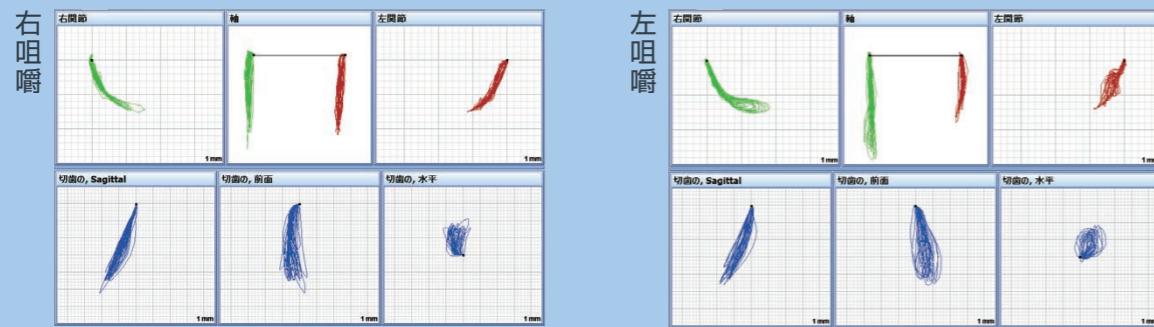 右咀嚼
右関節
軸
左関節
1 mm
1 mm
切歯の, Sagittal
切歯の, 前面
切歯の, 水平
1 mm
1 mm
1 mm
左咀嚼
右関節
軸
左関節
1 mm
1 mm
切歯の, Sagittal
切歯の, 前面
切歯の, 水平
1 mm
1 mm
1 mm